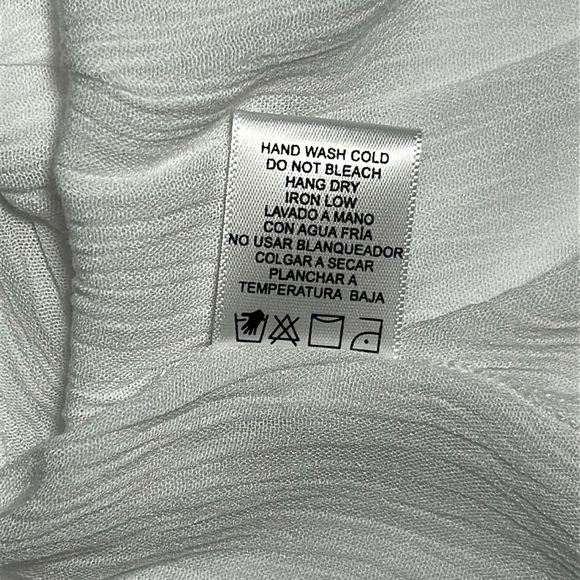 HAND WASH COLD
DO NOT BLEACH
HANG DRY
IRON LOW
LAVADO A MANO
CON AGUA FRÍA
NO USAR BLANQUEADOR
COLGAR A SECAR
PLANCHAR A
TEMPERATURA BAJA